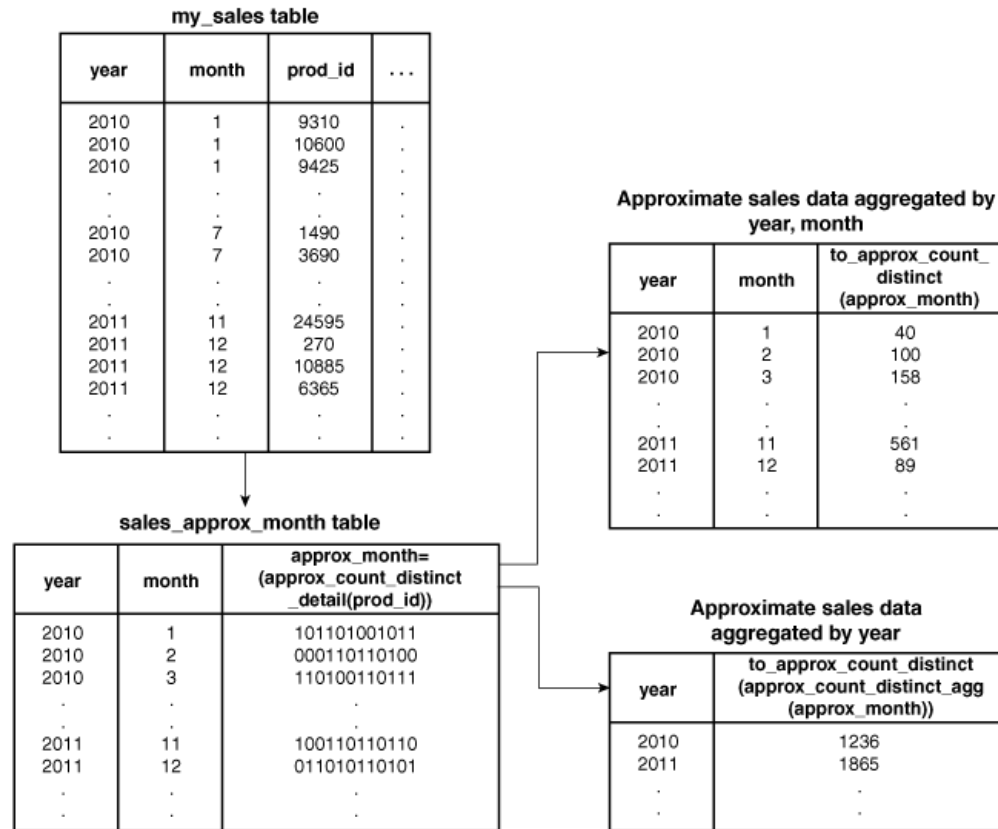 my_sales table
year month prod_id . . .
2010 1 9310 .
2010 1 10600 .
2010 1 9425 .
. . . .
. . . .
2010 7 1490 .
2010 7 3690 .
. . . .
. . . .
2011 11 24595 .
2011 12 270 .
2011 12 10885 .
2011 12 6365 .
. . . .
. . . .
sales_approx_month table
year month
approx_month=
(approx_count_distinct
_detail(prod_id))
2010 1 101101001011
2010 2 000110110100
2010 3 110100110111
. . .
. . .
2011 11 100110110110
2011 12 011010110101
. . .
. . .
Approximate sales data aggregated by
year, month
year month
to_approx_count_
distinct
(approx_month)
2010 1 40
2010 2 100
2010 3 158
. . .
. . .
2011 11 561
2011 12 89
. . .
. . .
Approximate sales data
aggregated by year
year
to_approx_count_distinct
(approx_count_distinct_agg
(approx_month))
2010 1236
2011 1865
. .
. .